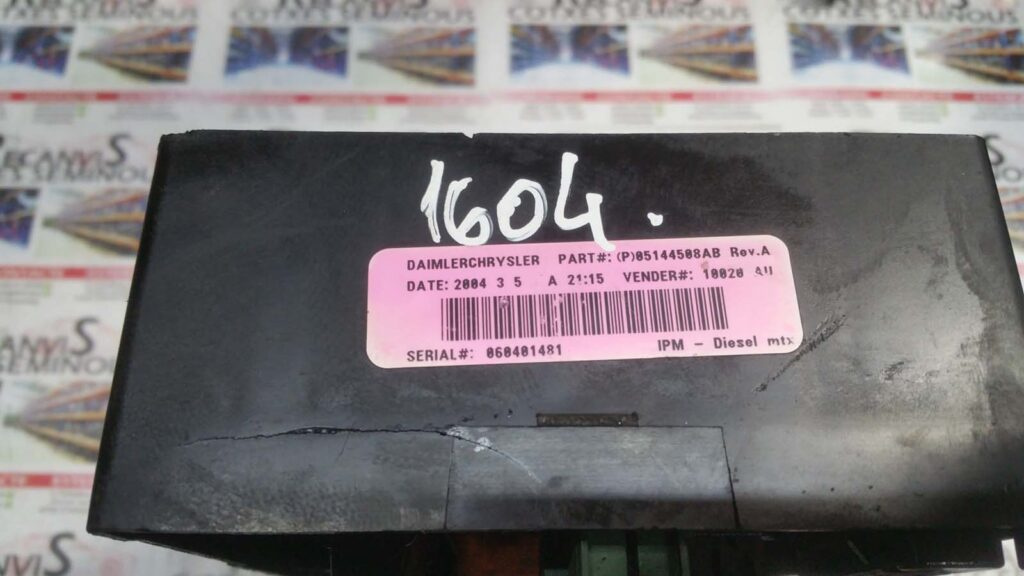 1604.
DAIMLERCHRYSLER PART#: (P)05144508AB Rev.A
DATE: 2004 3 5 A 21:15 VENDER#: 10020 AU
SERIAL#: 060401481 IPM - Diesel mtx